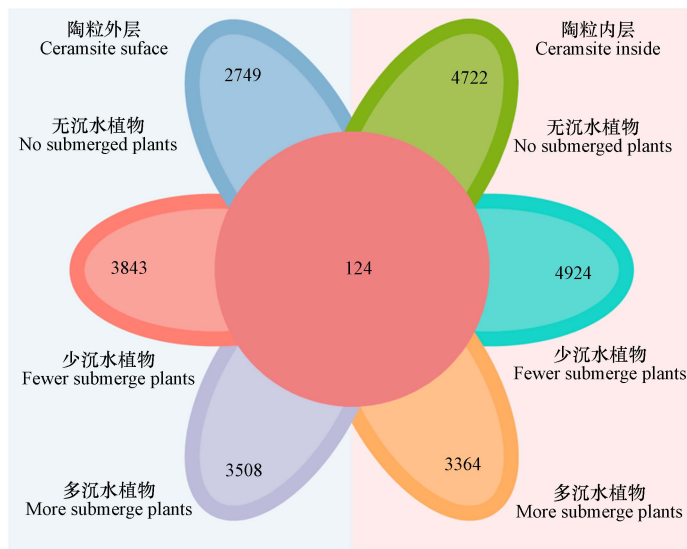 陶粒外层
Ceramsite suface
2749
无沉水植物
No submerged plants
3843
少沉水植物
Fewer submerge plants
3508
多沉水植物
More submerge plants
124
陶粒内层
Ceramsite inside
4722
无沉水植物
No submerged plants
4924
少沉水植物
Fewer submerge plants
3364
多沉水植物
More submerge plants